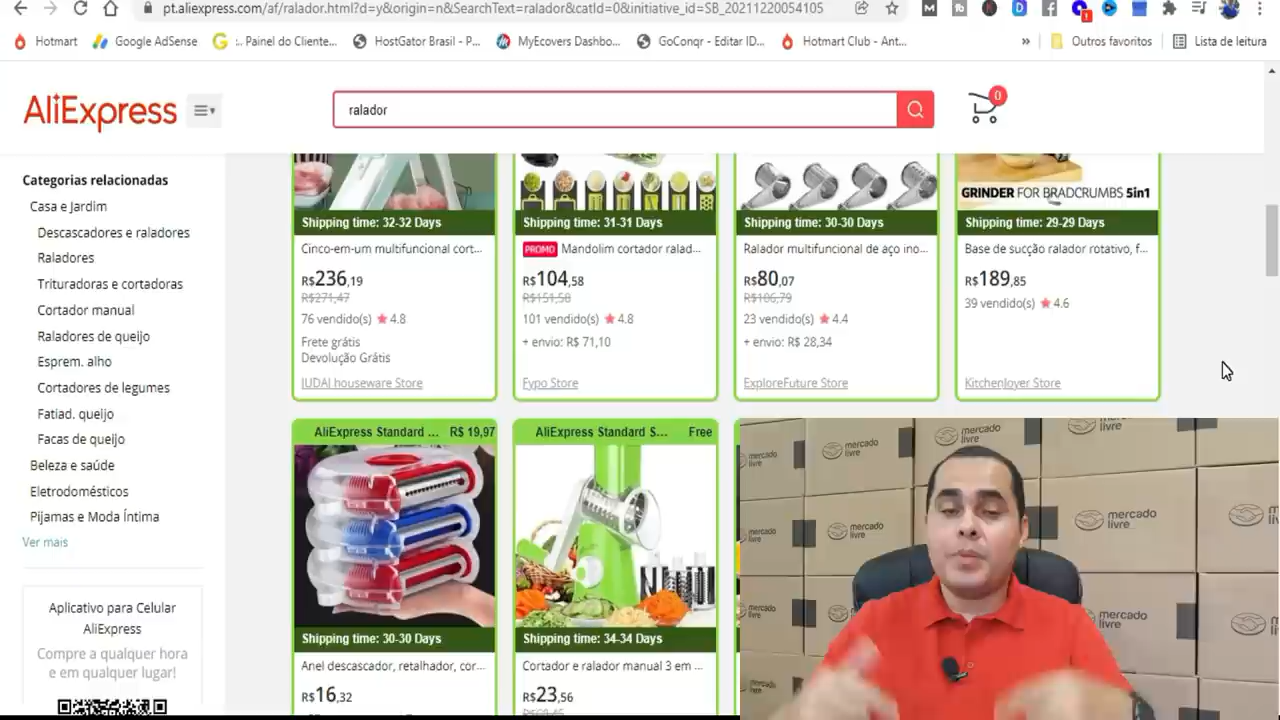 pt.aliexpress.com/af/ralador.html?d=y&origin=n&SearchText=ralador&catId=0&initiative_id=SB_20211220054105
Hotmart
Google AdSense
:. Painel do Cliente...
HostGator Brasil - P...
MyEcovers Dashbo...
GoConqr - Editar ID...
Hotmart Club - Ant...
»
Outros favoritos
Lista de leitura
AliExpress
ralador
0
Categorias relacionadas
Casa e Jardim
Descascadores e raladores
Raladores
Trituradoras e cortadoras
Cortador manual
Raladores de queijo
Esprem. alho
Cortadores de legumes
Fatiad. queijo
Facas de queijo
Beleza e saúde
Eletrodomésticos
Pijamas e Moda Íntima
Ver mais
Aplicativo para Celular
AliExpress
Compre a qualquer hora
e em qualquer lugar!
Shipping time: 32-32 Days
Cinco-em-um multifuncional cort...
R$236,19
R$271,47
76 vendido(s) 4.8
Frete grátis
Devolução Grátis
IUDAI houseware Store
Shipping time: 31-31 Days
PROMO Mandolim cortador ralad...
R$104,58
R$151,58
101 vendido(s) 4.8
+ envio: R$ 71,10
Fypo Store
Shipping time: 30-30 Days
Ralador multifuncional de aço ino...
R$80,07
R$106,79
23 vendido(s) 4.4
+ envio: R$ 28,34
ExploreFuture Store
GRINDER FOR BRADCRUMBS 5in1
Shipping time: 29-29 Days
Base de sucção ralador rotativo, f...
R$189,85
39 vendido(s) 4.6
KitchenJoyer Store
AliExpress Standard ... R$ 19,97
Shipping time: 30-30 Days
Anel descascador, retalhador, cor...
R$16,32
AliExpress Standard S... Free
Shipping time: 34-34 Days
Cortador e ralador manual 3 em ...
R$23,56
mercado
livre
mercado
livre
mercado
livre
mercado
livre
mercado
livre